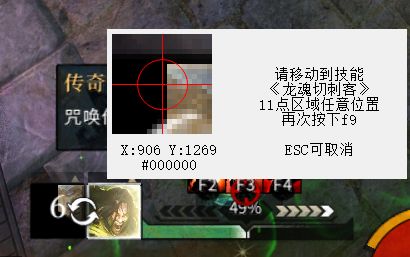 传奇
咒唤
请移动到技能
《龙魂切刺客》
11点区域任意位置
再次按下f9
ESC可取消
X:906 Y:1269
#000000
F2 F3 F4
6
49%